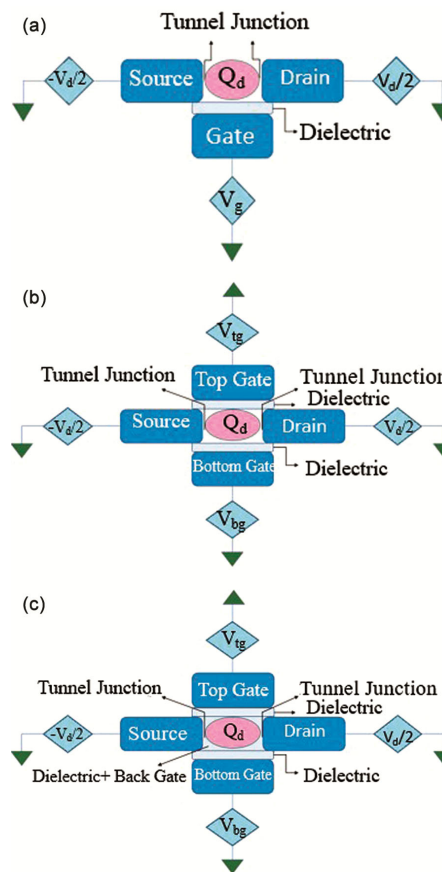 (a)
Tunnel Junction
-Vd/2
Source
Qd
Drain
Vd/2
Gate
Dielectric
Vg
(b)
Vtg
Top Gate
Tunnel Junction
Tunnel Junction
Dielectric
-Vd/2
Source
Qd
Drain
Vd/2
Bottom Gate
Dielectric
Vbg
(c)
Vtg
Top Gate
Tunnel Junction
Tunnel Junction
Dielectric
-Vd/2
Source
Qd
Drain
Vd/2
Dielectric+ Back Gate
Bottom Gate
Dielectric
Vbg